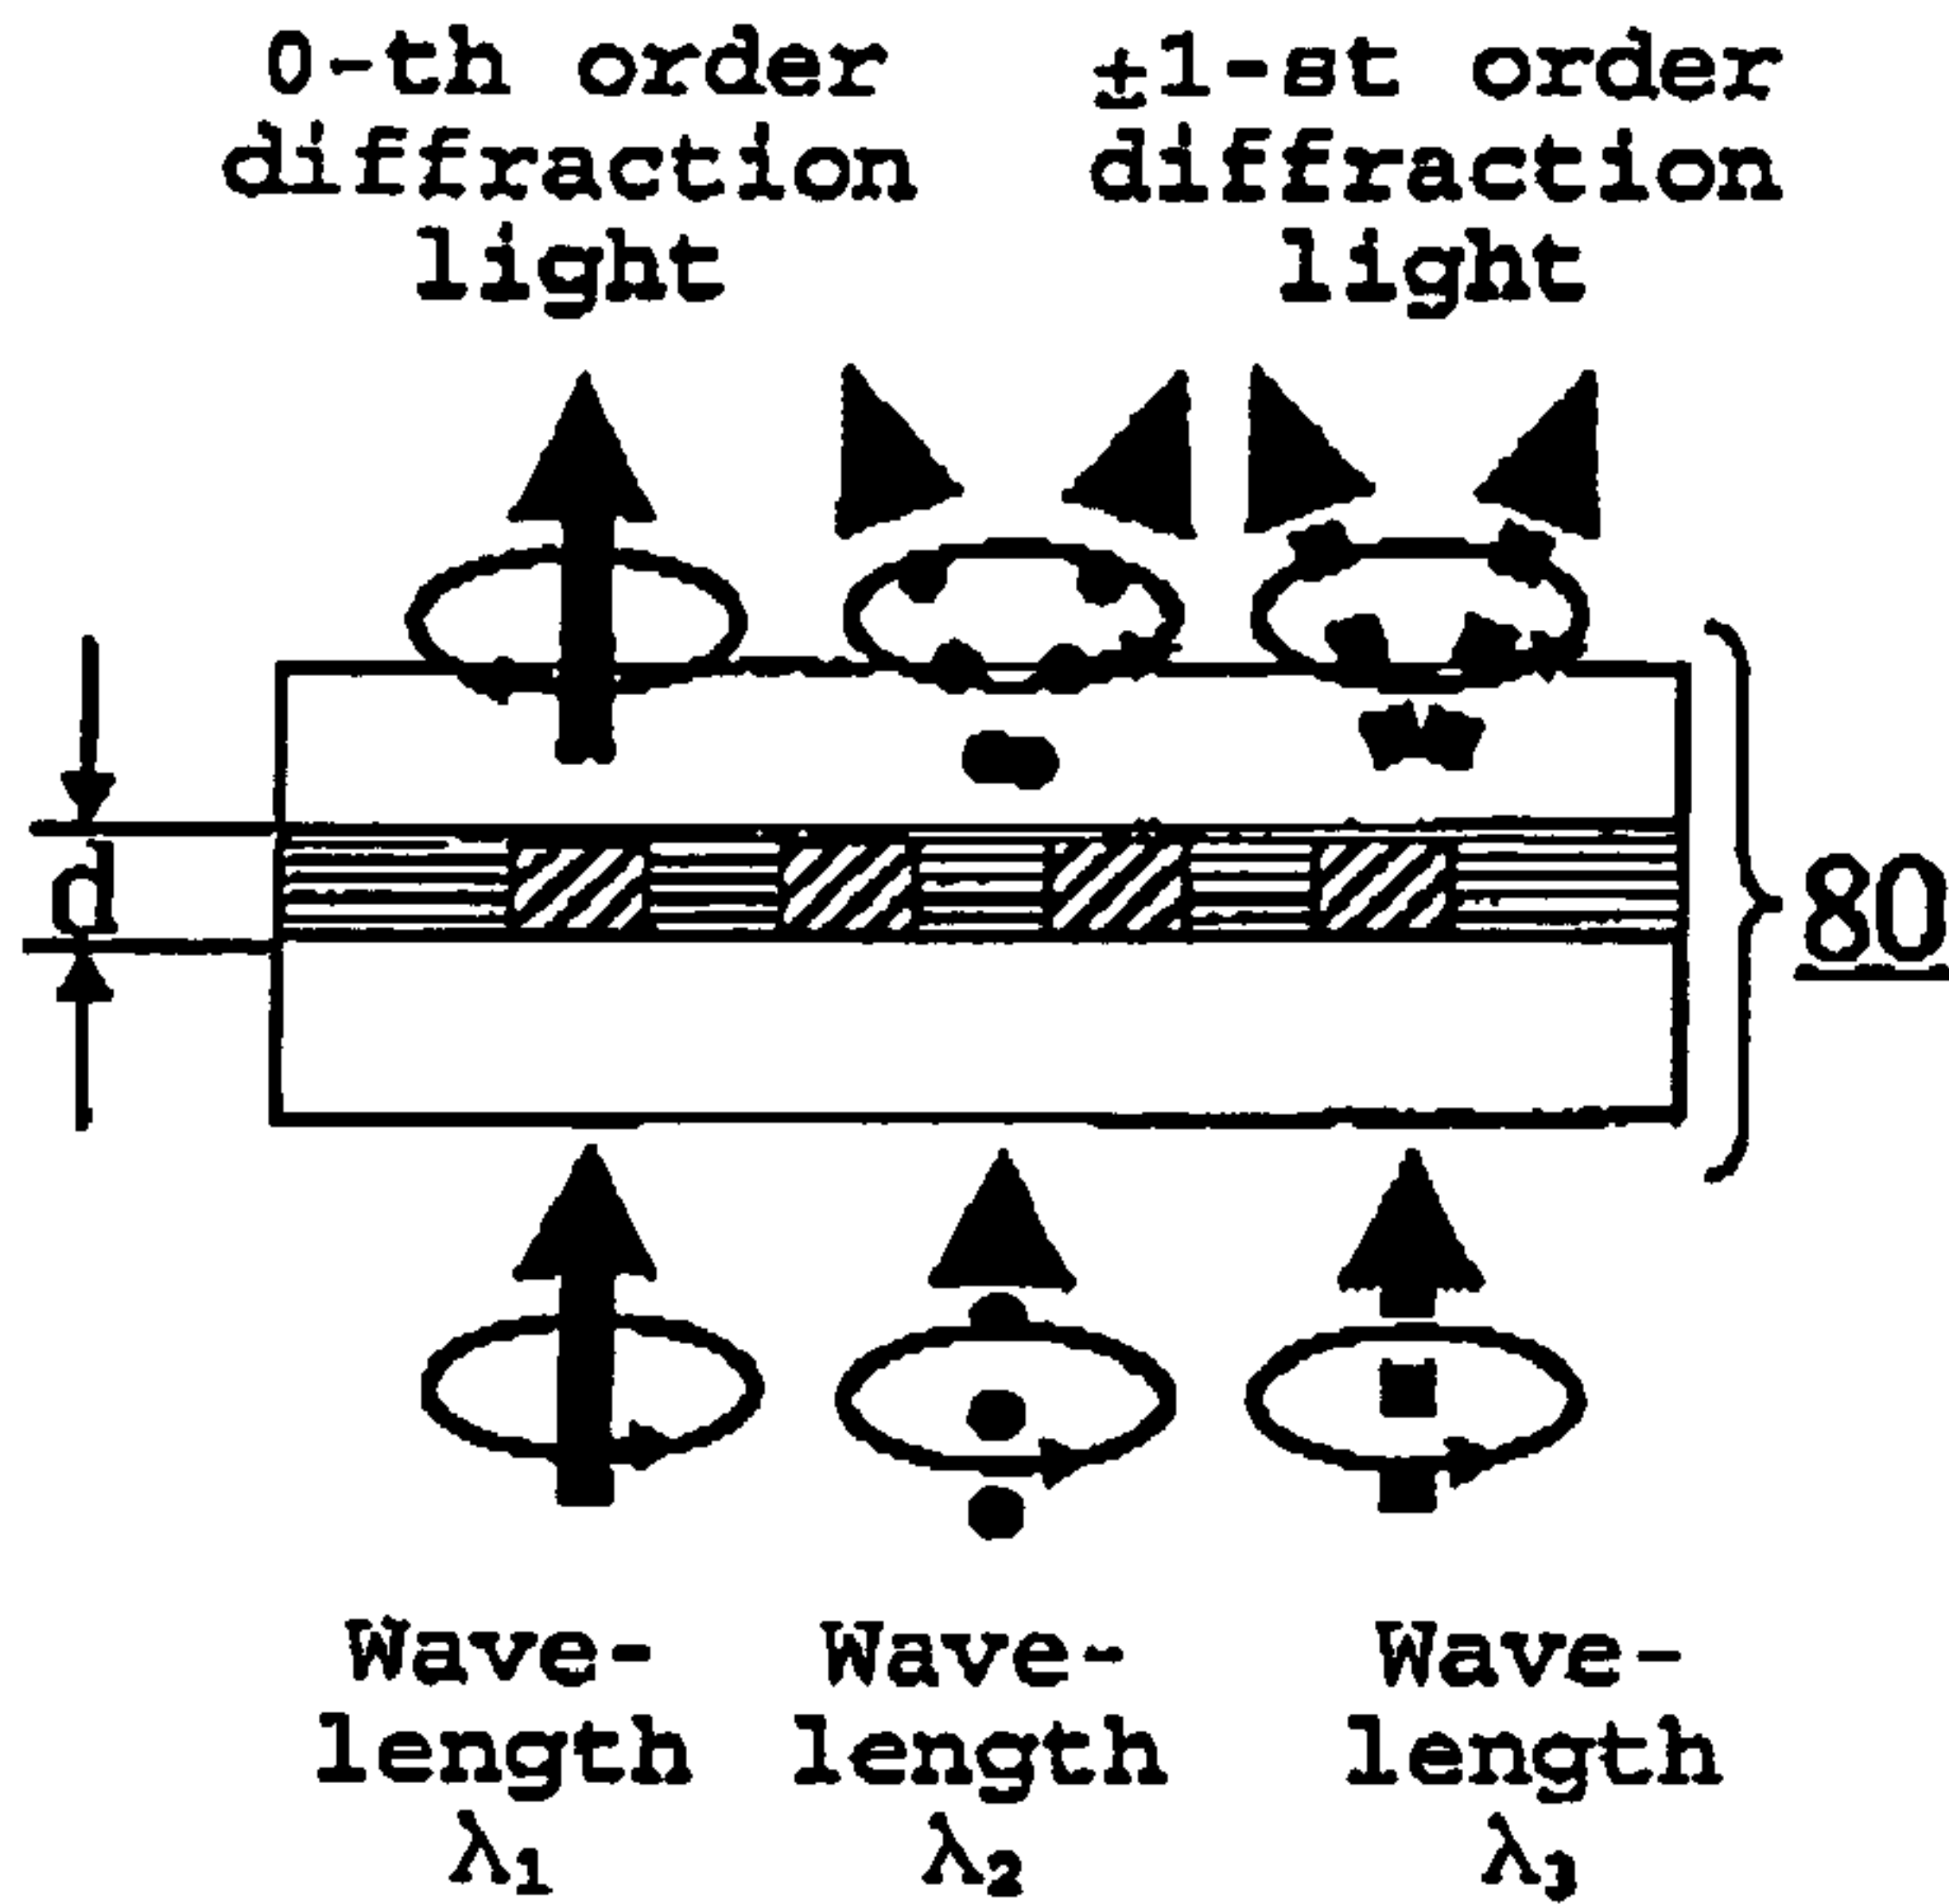 0-th order
diffraction
light
±1-st order
diffraction
light
d
80
Wave-
length
λ1
Wave-
length
λ2
Wave-
length
λ3